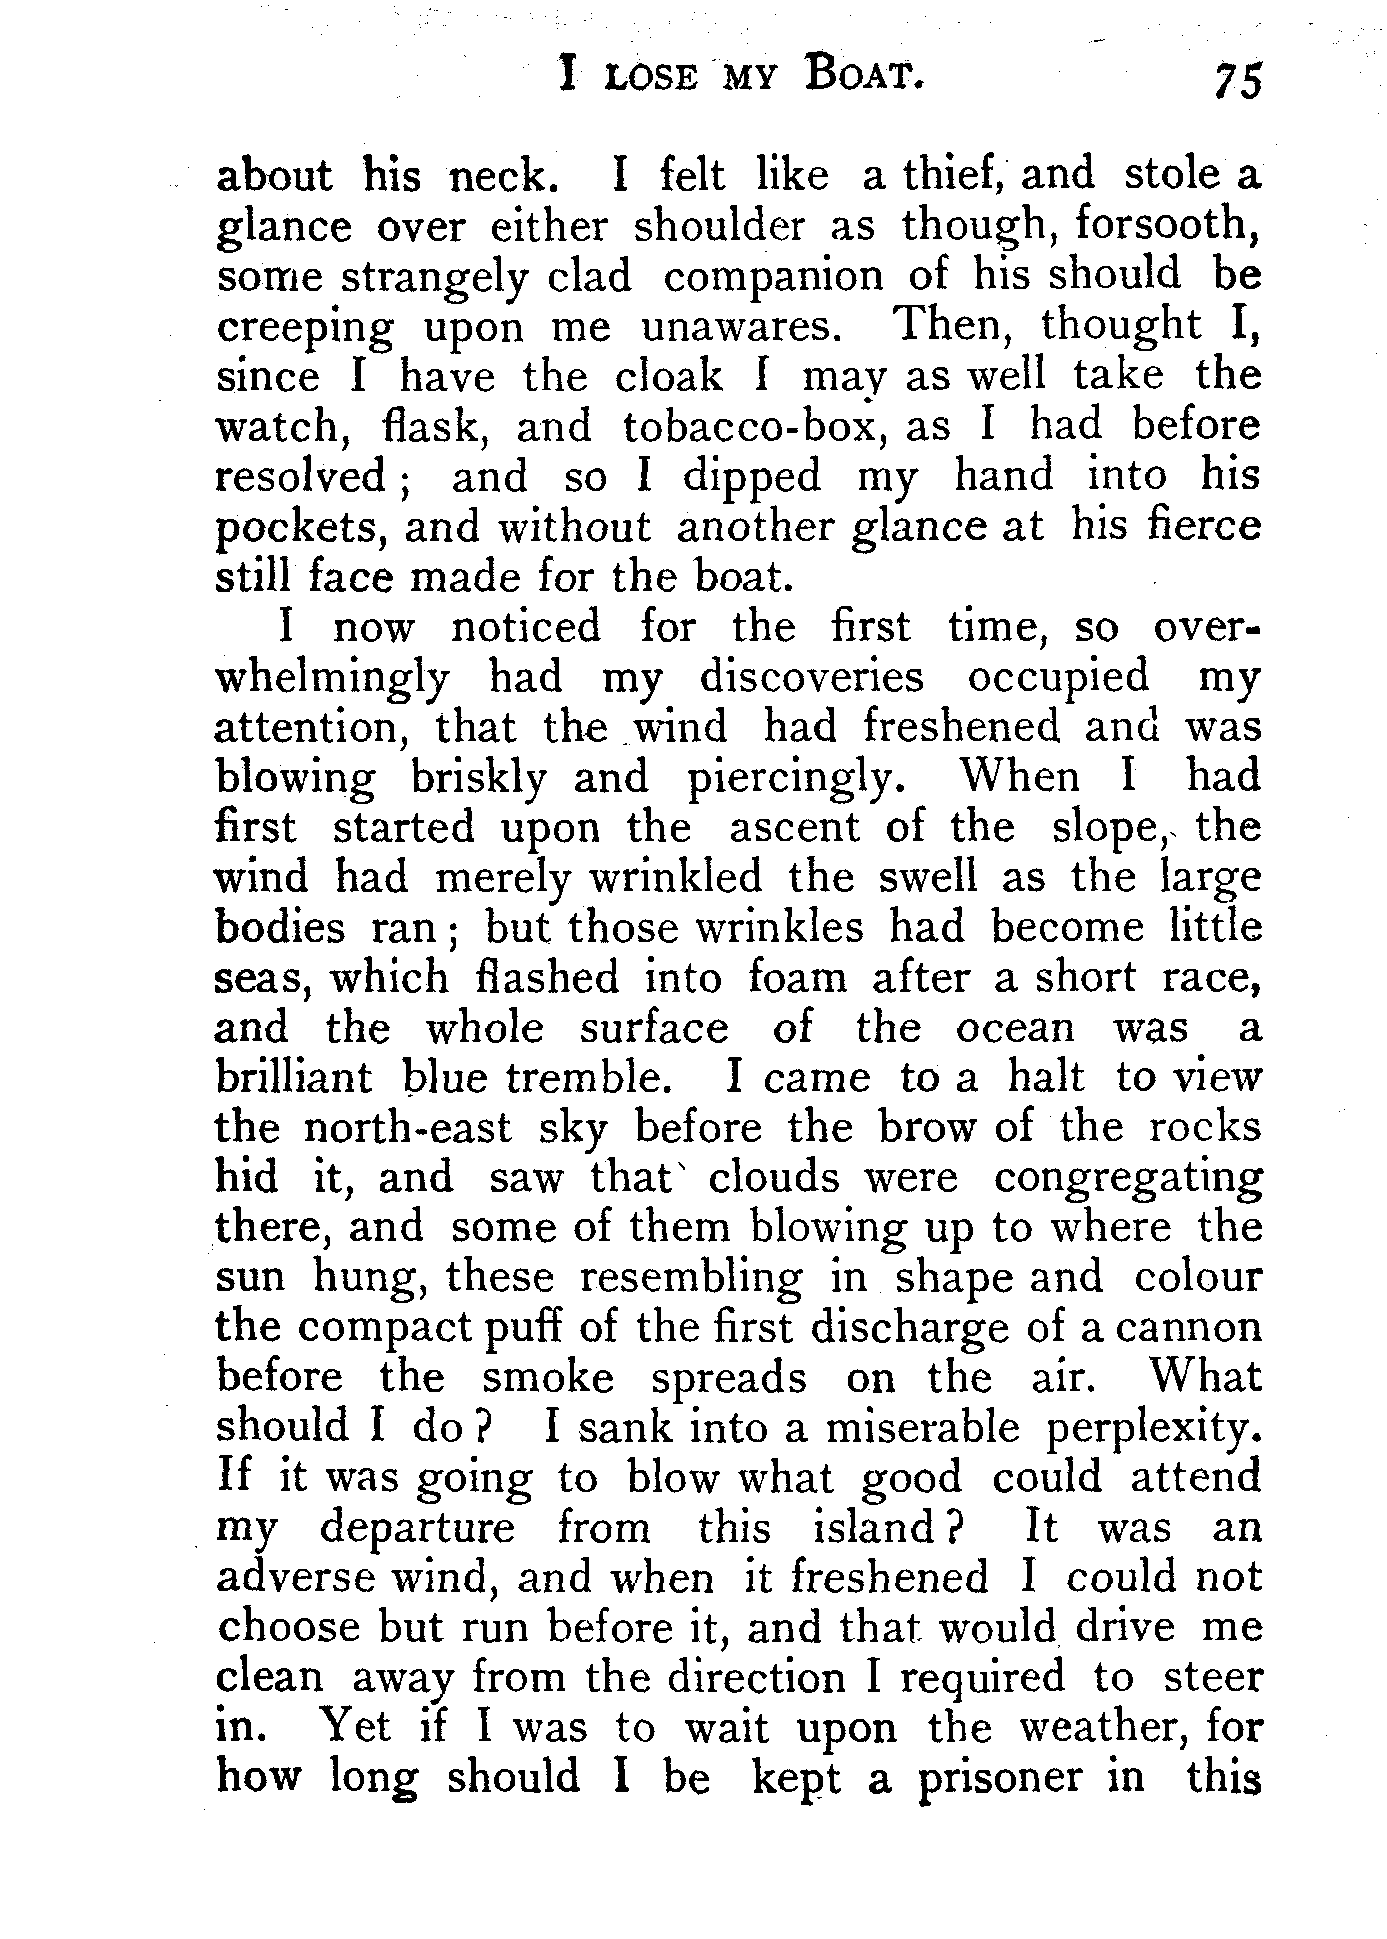 I LOSE MY BOAT. 75
about his neck. I felt like a thief, and stole a
glance over either shoulder as though, forsooth,
some strangely clad companion of his should be
creeping upon me unawares. Then, thought I,
since I have the cloak I may as well take the
watch, flask, and tobacco-box, as I had before
resolved ; and so I dipped my hand into his
pockets, and without another glance at his fierce
still face made for the boat.
I now noticed for the first time, so over-
whelmingly had my discoveries occupied my
attention, that the wind had freshened and was
blowing briskly and piercingly. When I had
first started upon the ascent of the slope, the
wind had merely wrinkled the swell as the large
bodies ran ; but those wrinkles had become little
seas, which flashed into foam after a short race,
and the whole surface of the ocean was a
brilliant blue tremble. I came to a halt to view
the north-east sky before the brow of the rocks
hid it, and saw that clouds were congregating
there, and some of them blowing up to where the
sun hung, these resembling in shape and colour
the compact puff of the first discharge of a cannon
before the smoke spreads on the air. What
should I do ? I sank into a miserable perplexity.
If it was going to blow what good could attend
my departure from this island ? It was an
adverse wind, and when it freshened I could not
choose but run before it, and that would drive me
clean away from the direction I required to steer
in. Yet if I was to wait upon the weather, for
how long should I be kept a prisoner in this